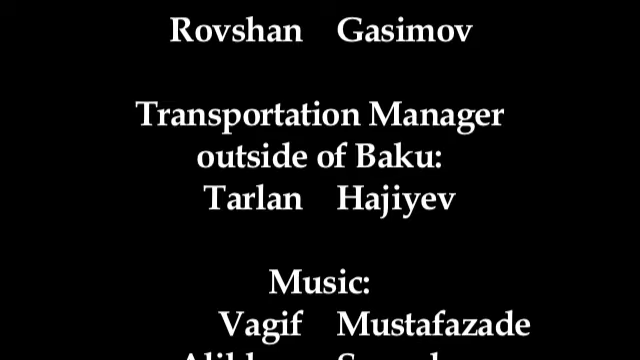 Rovshan Gasimov
Transportation Manager
outside of Baku:
Tarlan Hajiyev
Music:
Vagif Mustafazade